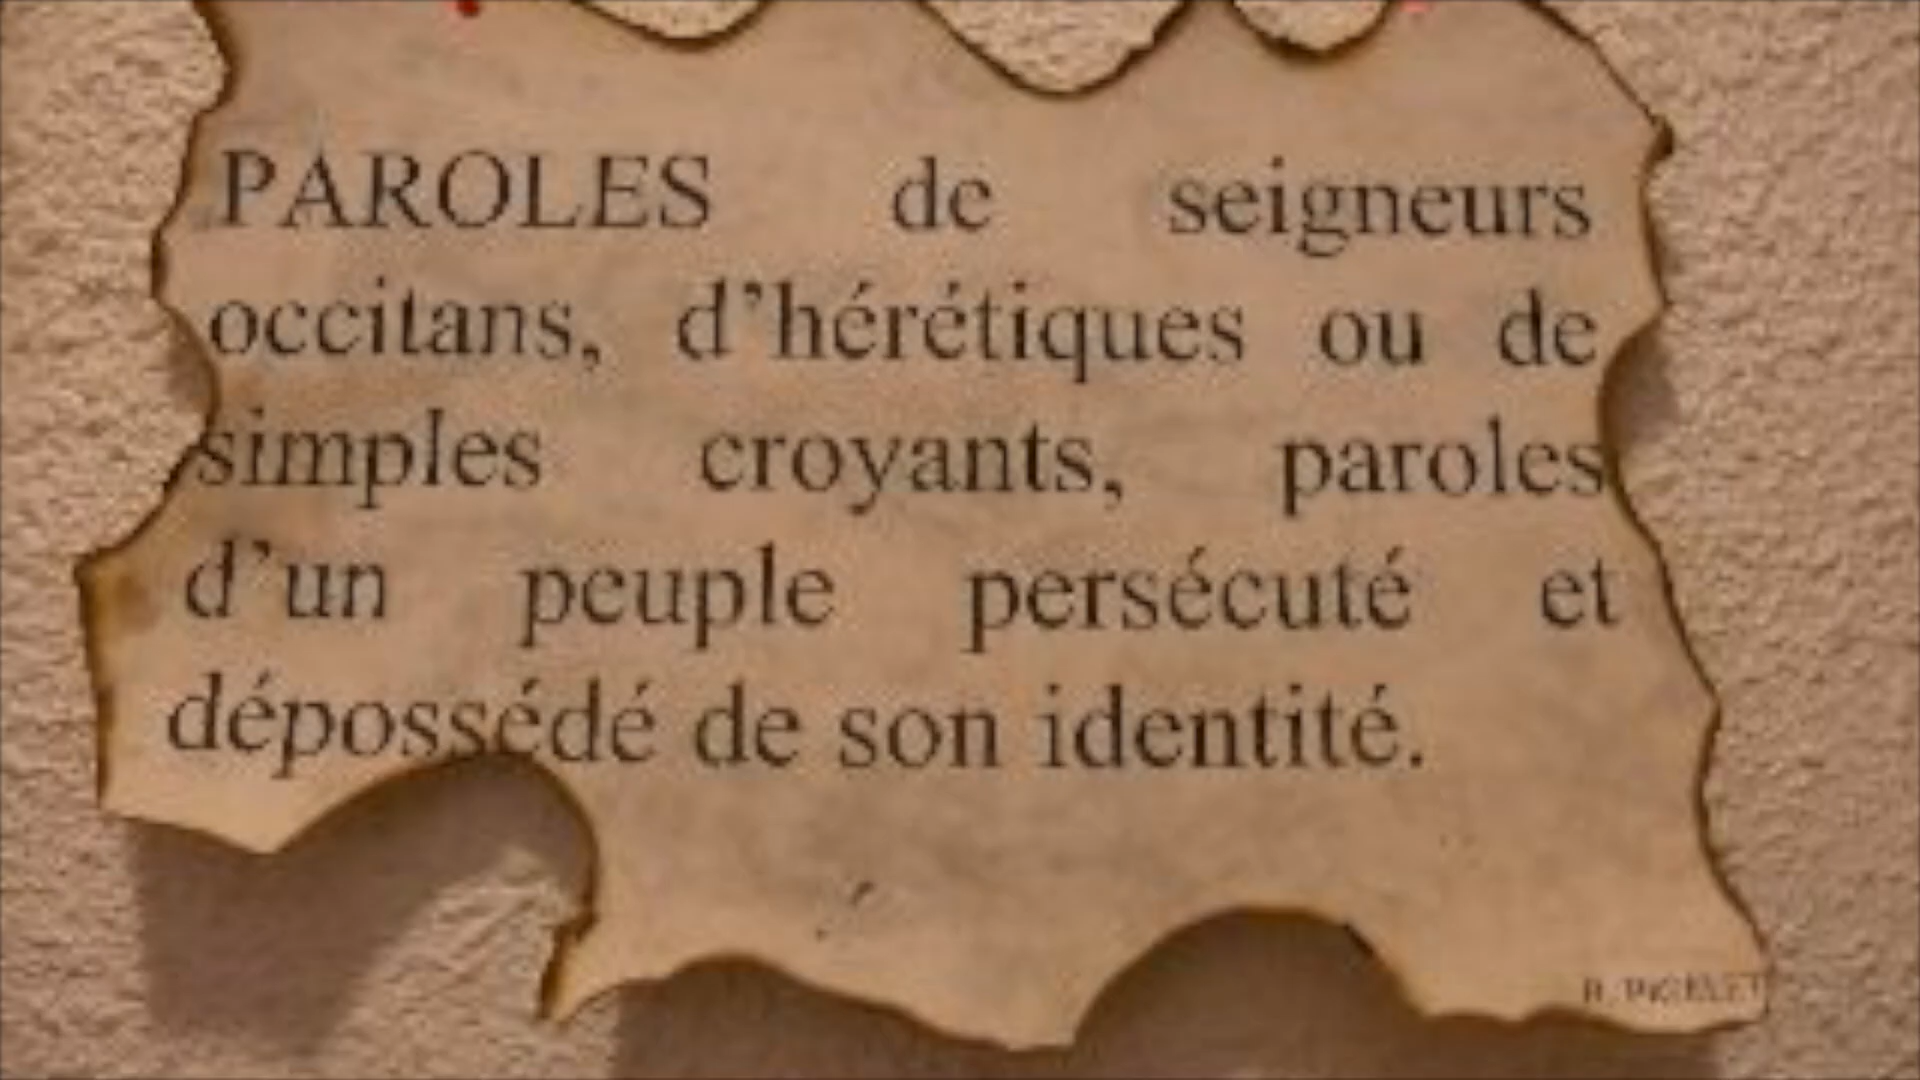 PAROLES de seigneurs
occitans, d’hérétiques ou de
simples croyants, paroles
d’un peuple persécuté et
dépossédé de son identité.